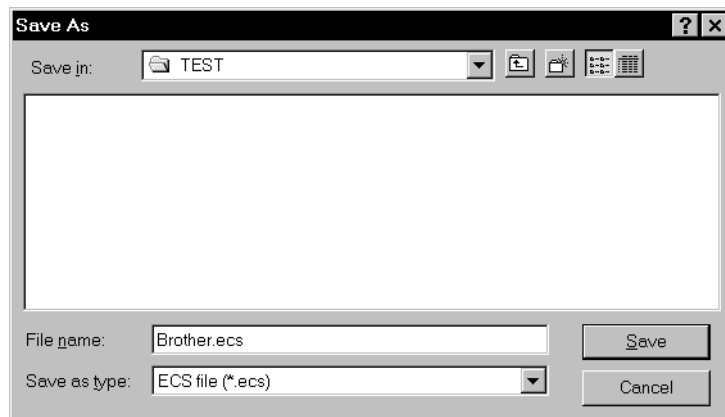 Save As
Save in: TEST
File name: Brother.ecs Save
Save as type: ECS file (*.ecs) Cancel